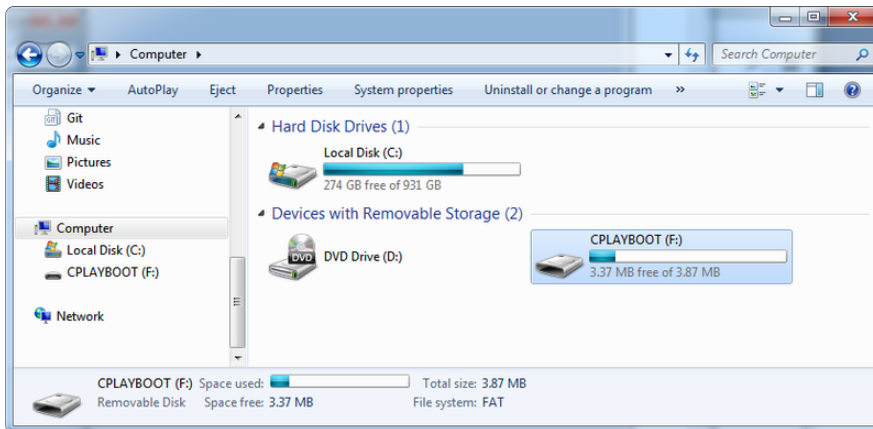 Computer
Search Computer
Organize AutoPlay Eject Properties System properties Uninstall or change a program »
Git
Music
Pictures
Videos
Computer
Local Disk (C:)
CPLAYBOOT (F:)
Network
Hard Disk Drives (1)
Local Disk (C:)
274 GB free of 931 GB
Devices with Removable Storage (2)
DVD
DVD Drive (D:)
CPLAYBOOT (F:)
3.37 MB free of 3.87 MB
CPLAYBOOT (F:) Space used: Total size: 3.87 MB
Removable Disk Space free: 3.37 MB File system: FAT